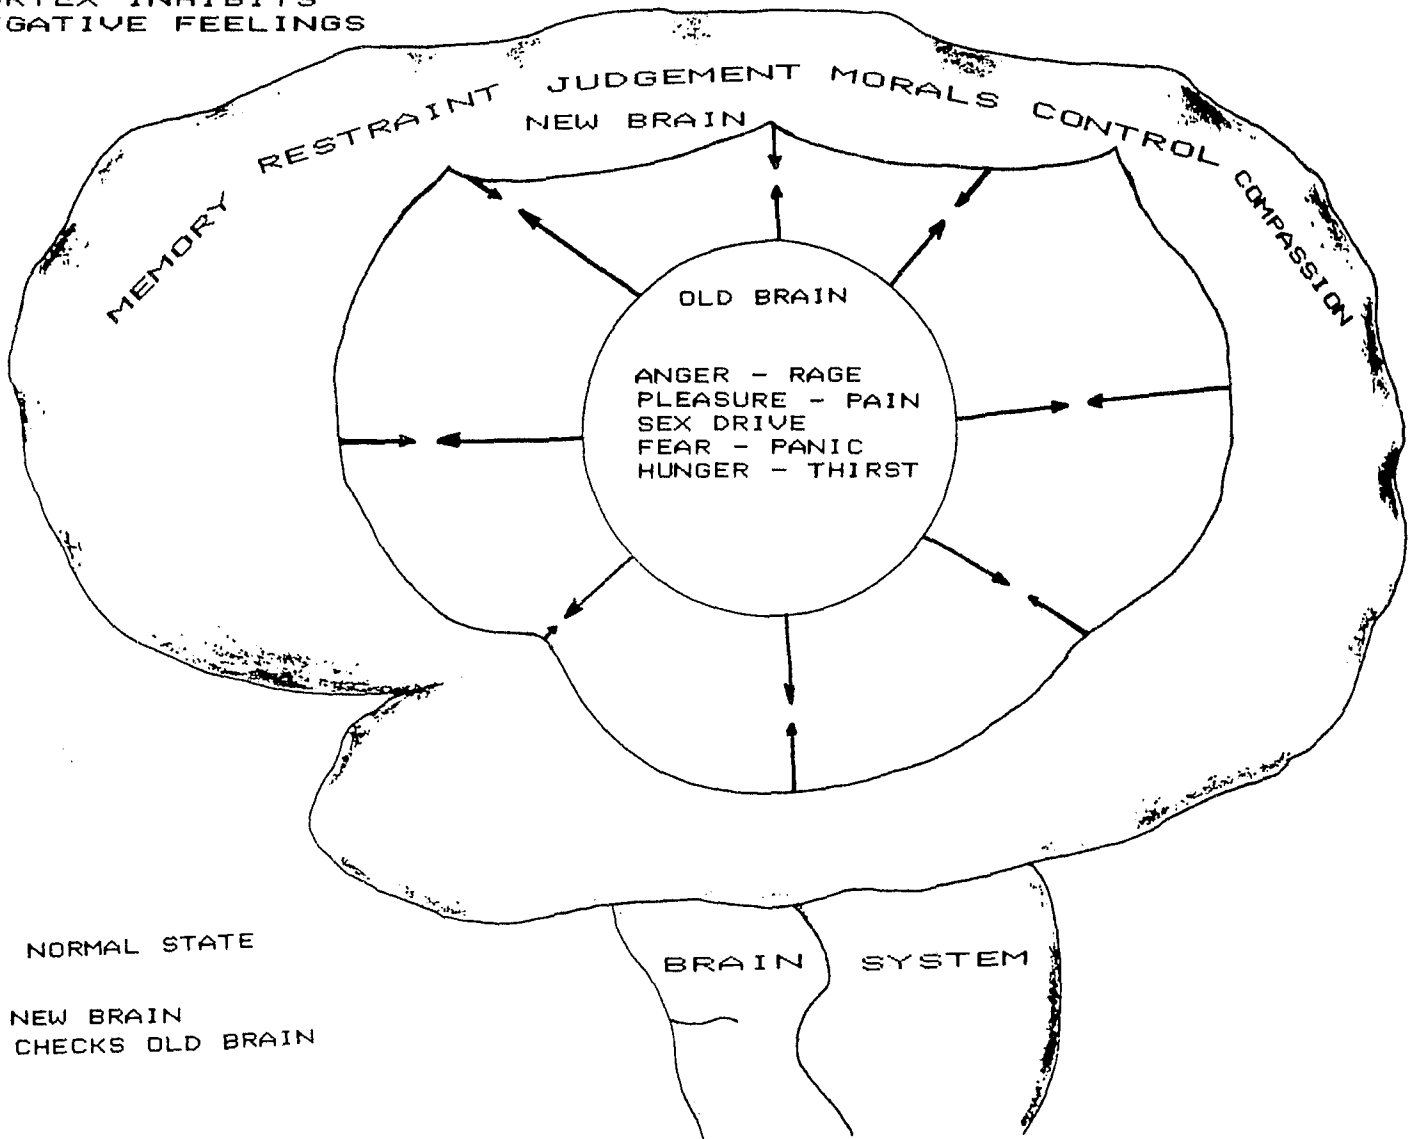 INHIBITS
FEELINGS
MEMORY RESTRAINT JUDGEMENT MORALS CONTROL COMPASSION
NEW BRAIN
OLD BRAIN
ANGER - RAGE
PLEASURE - PAIN
SEX DRIVE
FEAR - PANIC
HUNGER - THIRST
BRAIN SYSTEM
NORMAL STATE
NEW BRAIN
CHECKS OLD BRAIN